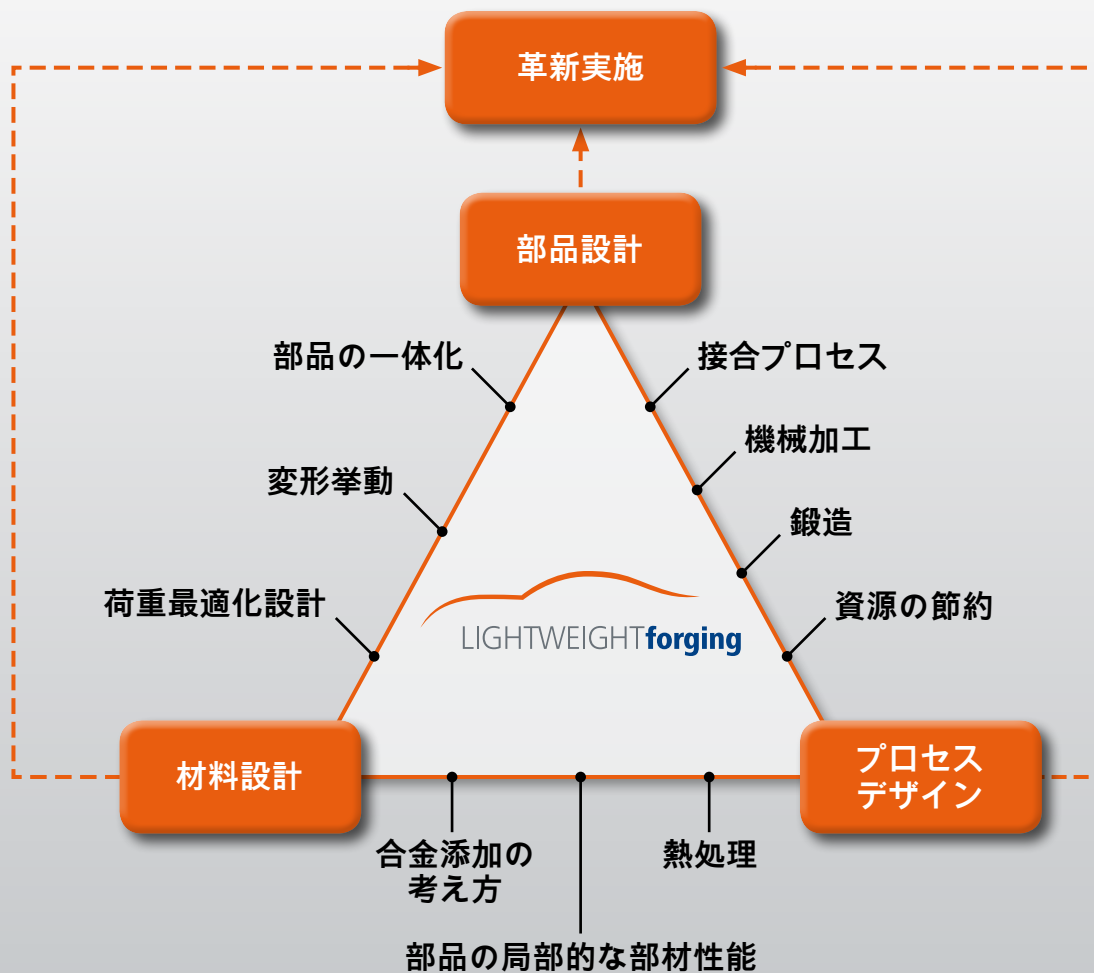 革新実施
部品設計
部品の一体化
接合プロセス
機械加工
変形挙動
鍛造
荷重最適化設計
資源の節約
LIGHTWEIGHTforging
材料設計
プロセス
デザイン
合金添加の
考え方
熱処理
部品の局部的な部材性能